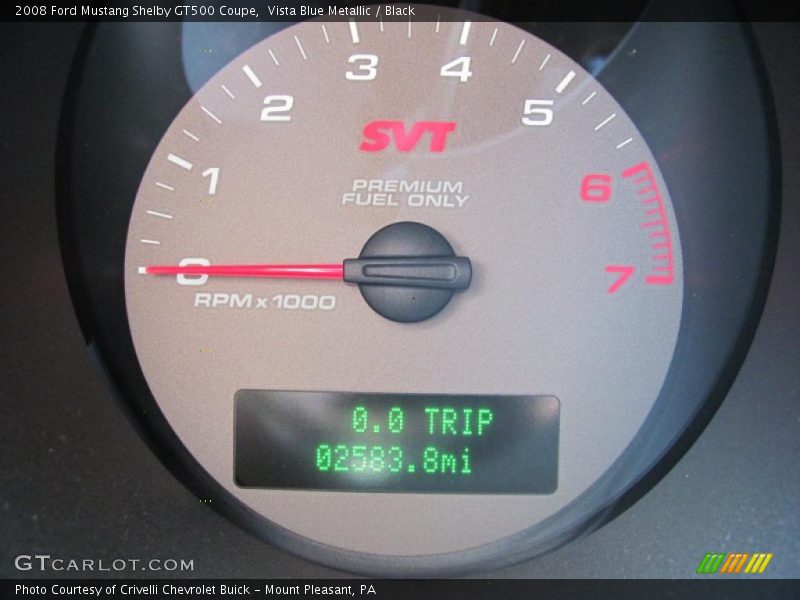 2008 Ford Mustang Shelby GT500 Coupe,  Vista Blue Metallic / Black
3 4
2 5
SVT
1 6
PREMIUM
FUEL ONLY
0 7
RPM x 1000
0.0 TRIP
02583.8mi
GTCARLOT.COM
Photo Courtesy of Crivelli Chevrolet Buick – Mount Pleasant, PA